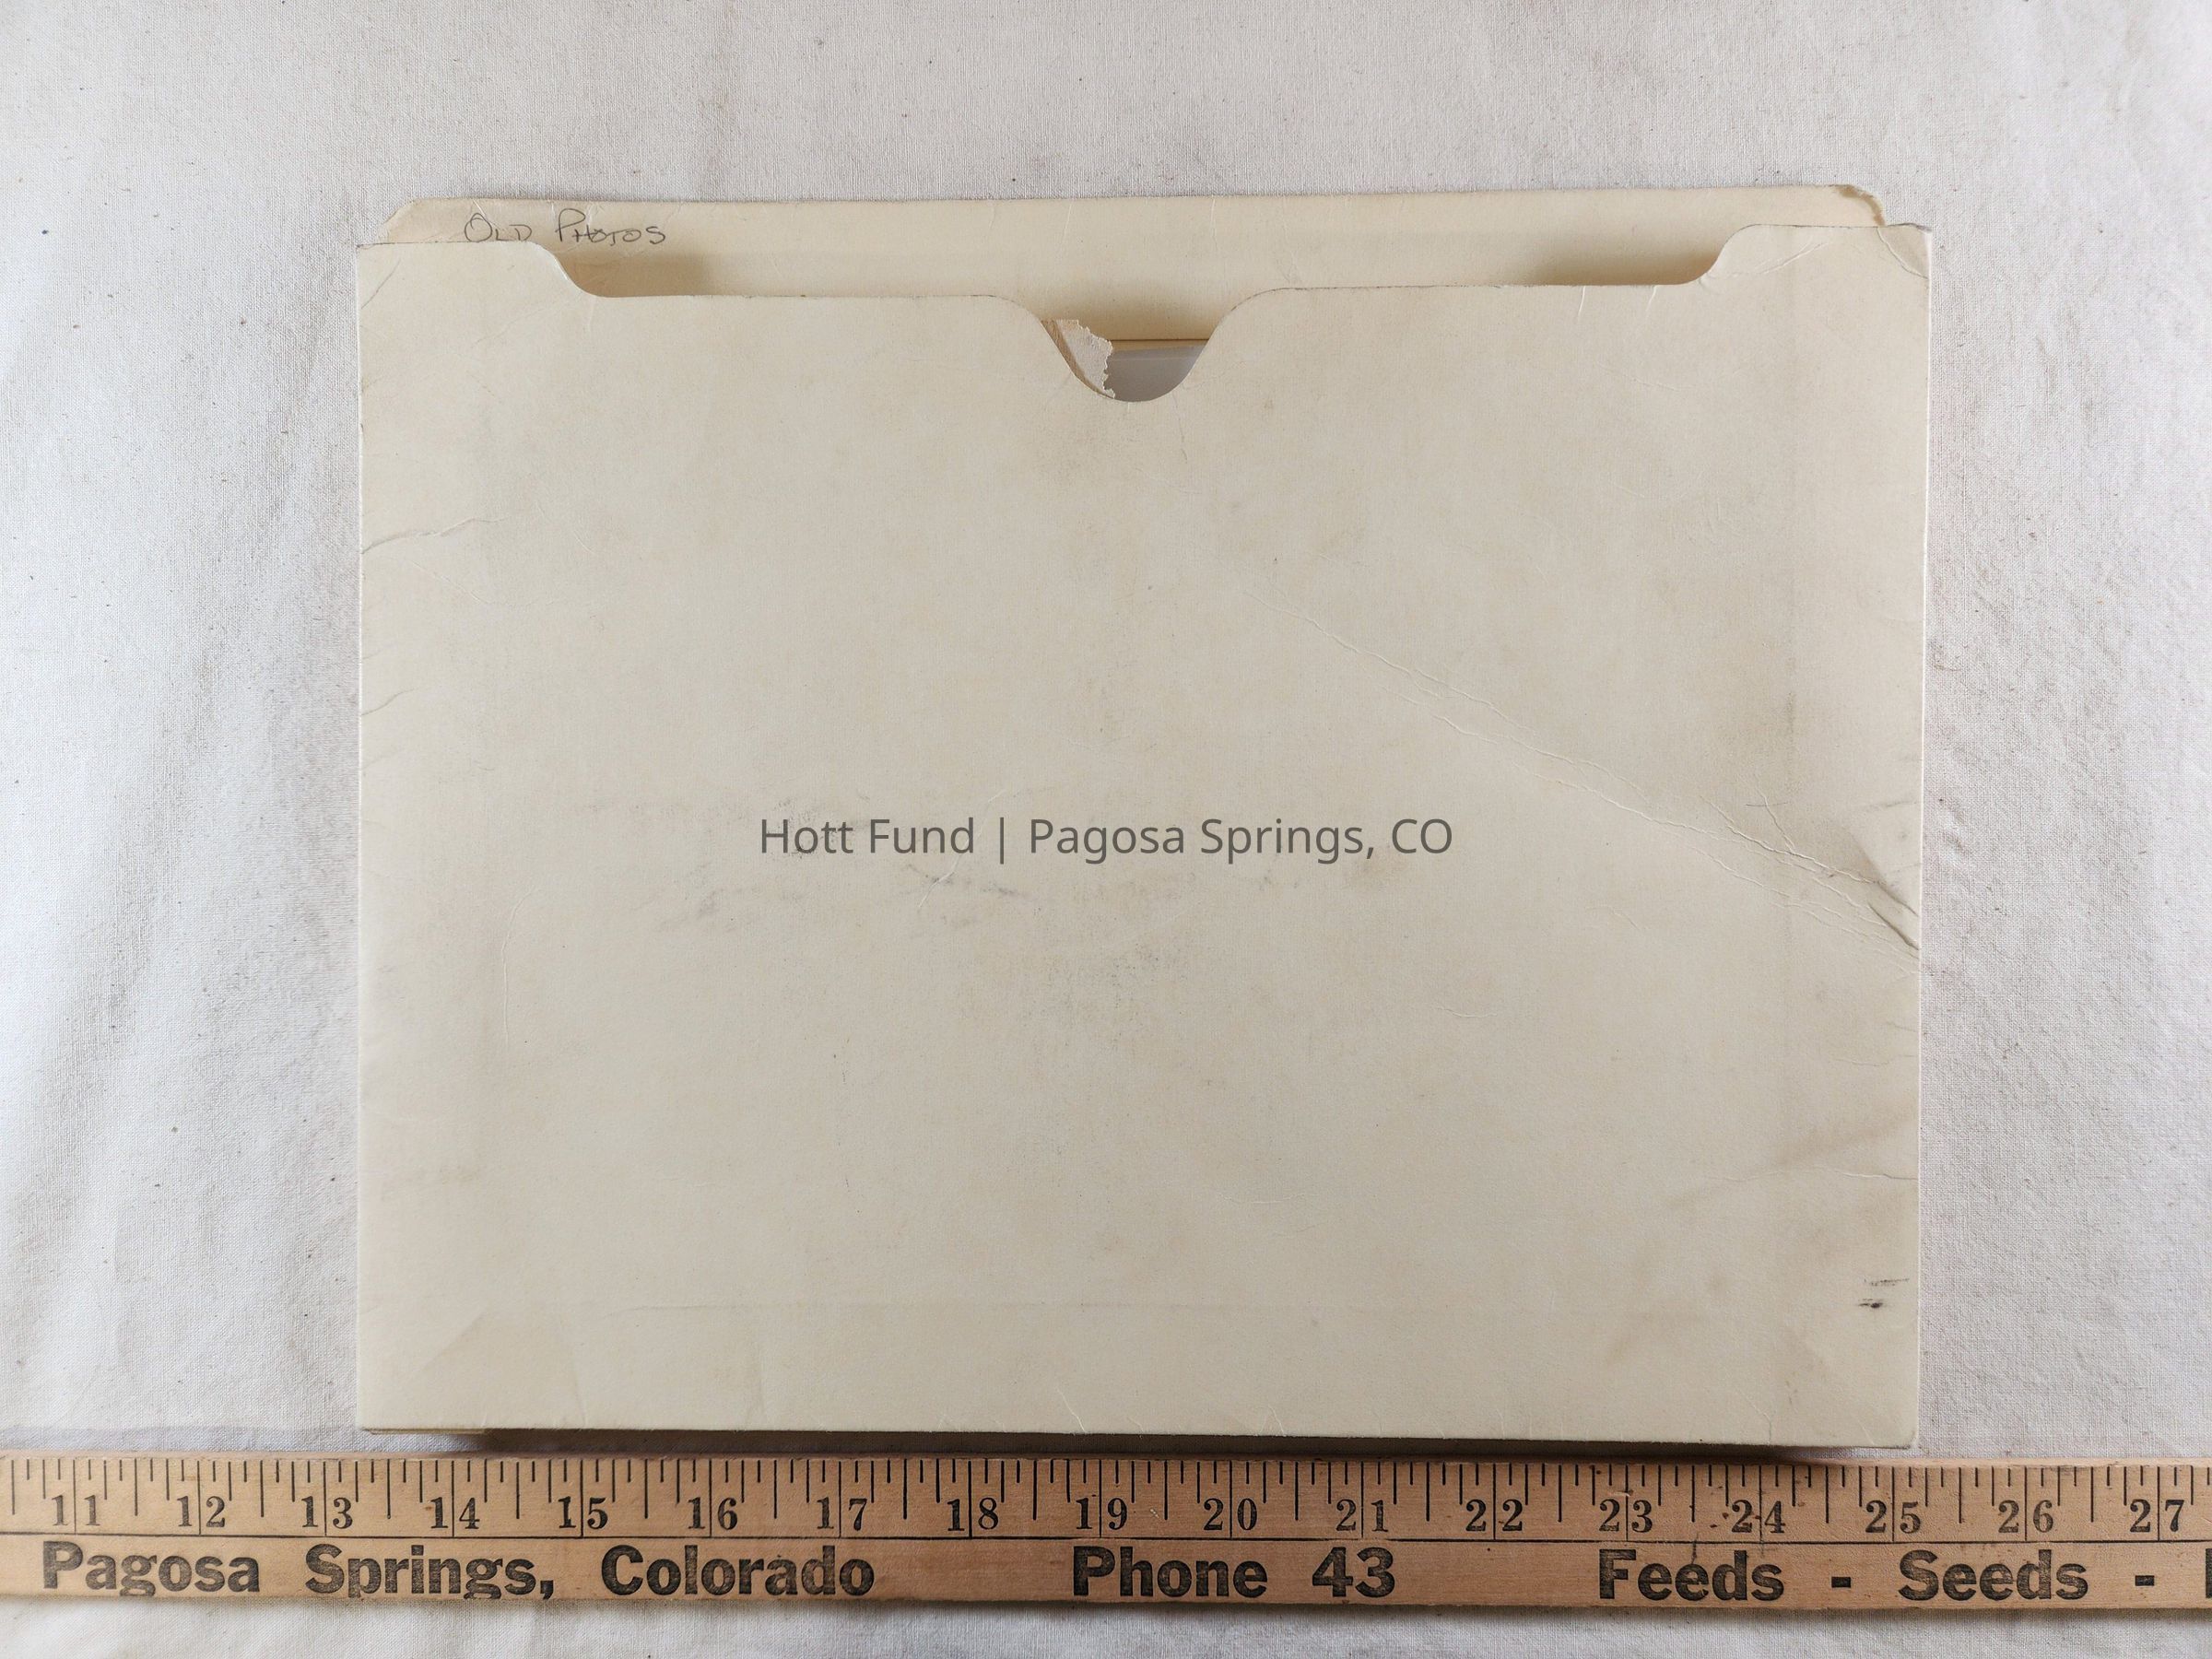 OLD PHOTOS
Hott Fund | Pagosa Springs, CO
11 12 13 14 15 16 17 18 19 20 21 22 23 24 25 26 27
Pagosa Springs, Colorado Phone 43 Feeds - Seeds -